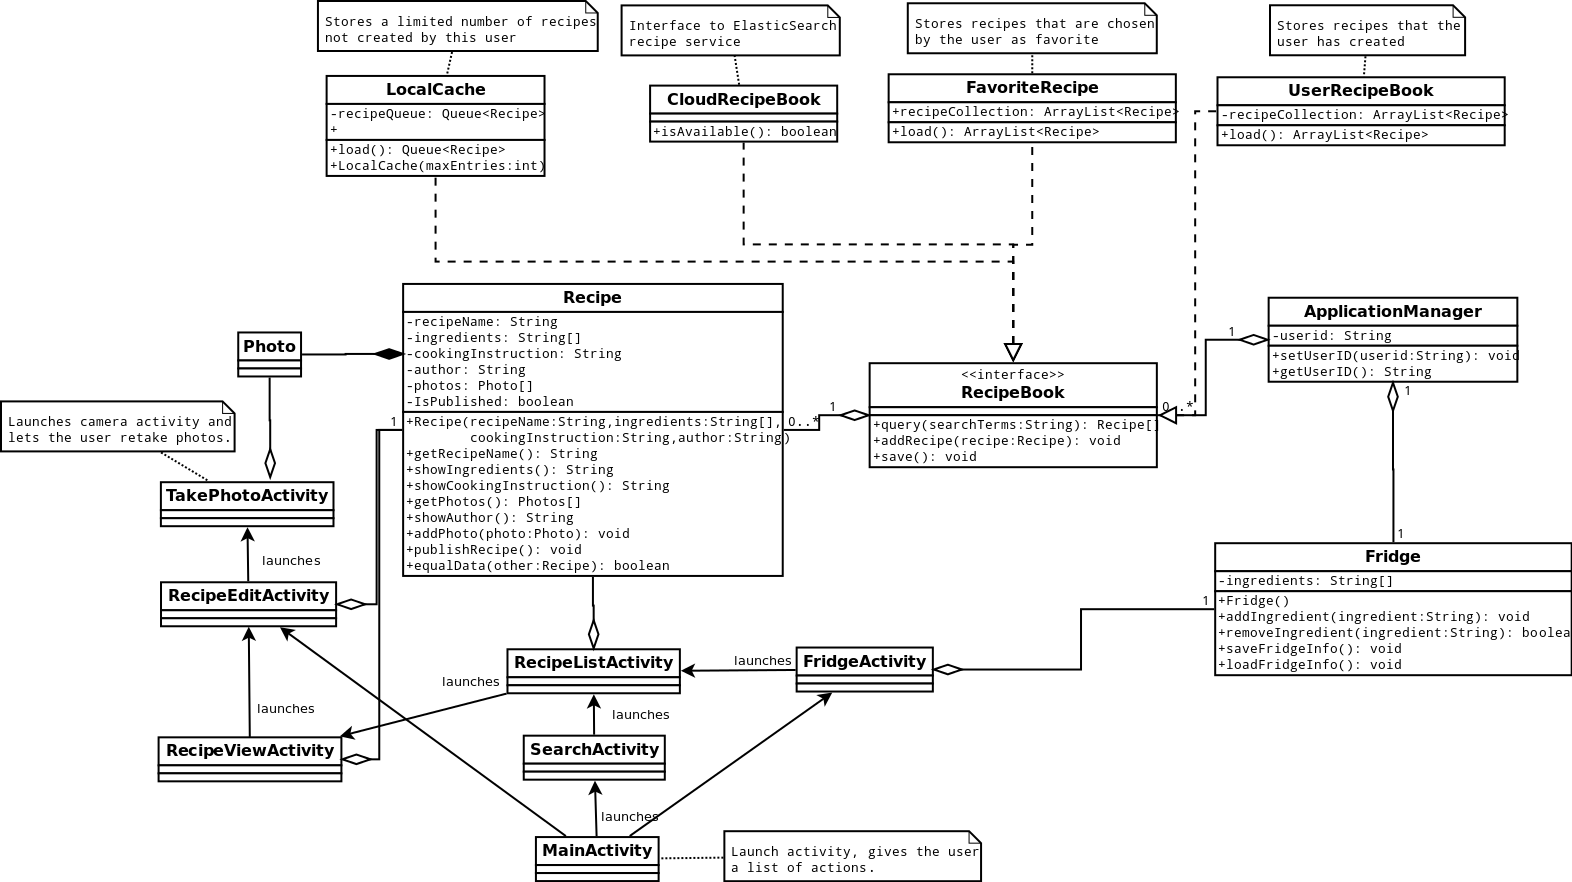 Stores a limited number of recipes
not created by this user
Interface to ElasticSearch
recipe service
Stores recipes that are chosen
by the user as favorite
Stores recipes that the
user has created
LocalCache
-recipeQueue: Queue<Recipe>
+
+load(): Queue<Recipe>
+LocalCache(maxEntries:int)
CloudRecipeBook
+isAvailable(): boolean
FavoriteRecipe
+recipeCollection: ArrayList<Recipe>
+load(): ArrayList<Recipe>
UserRecipeBook
-recipeCollection: ArrayList<Recipe>
+load(): ArrayList<Recipe>
Recipe
-recipeName: String
-ingredients: String[]
-cookingInstruction: String
-author: String
-photos: Photo[]
-IsPublished: boolean
+Recipe(recipeName:String,ingredients:String[],
cookingInstruction:String,author:String)
+getRecipeName(): String
+showIngredients(): String
+showCookingInstruction(): String
+getPhotos(): Photos[]
+showAuthor(): String
+addPhoto(photo:Photo): void
+publishRecipe(): void
+equalData(other:Recipe): boolean
Photo
1
0..*
1
<<interface>>
RecipeBook
+query(searchTerms:String): Recipe[]
+addRecipe(recipe:Recipe): void
+save(): void
0..*
1
ApplicationManager
-userid: String
+setUserID(userid:String): void
+getUserID(): String
1
1
Launches camera activity and
lets the user retake photos.
TakePhotoActivity
launches
RecipeEditActivity
launches
RecipeViewActivity
launches
RecipeListActivity
launches
FridgeActivity
launches
SearchActivity
launches
MainActivity
Launch activity, gives the user
a list of actions.
1
Fridge
-ingredients: String[]
+Fridge()
+addIngredient(ingredient:String): void
+removeIngredient(ingredient:String): boolea
+saveFridgeInfo(): void
+loadFridgeInfo(): void